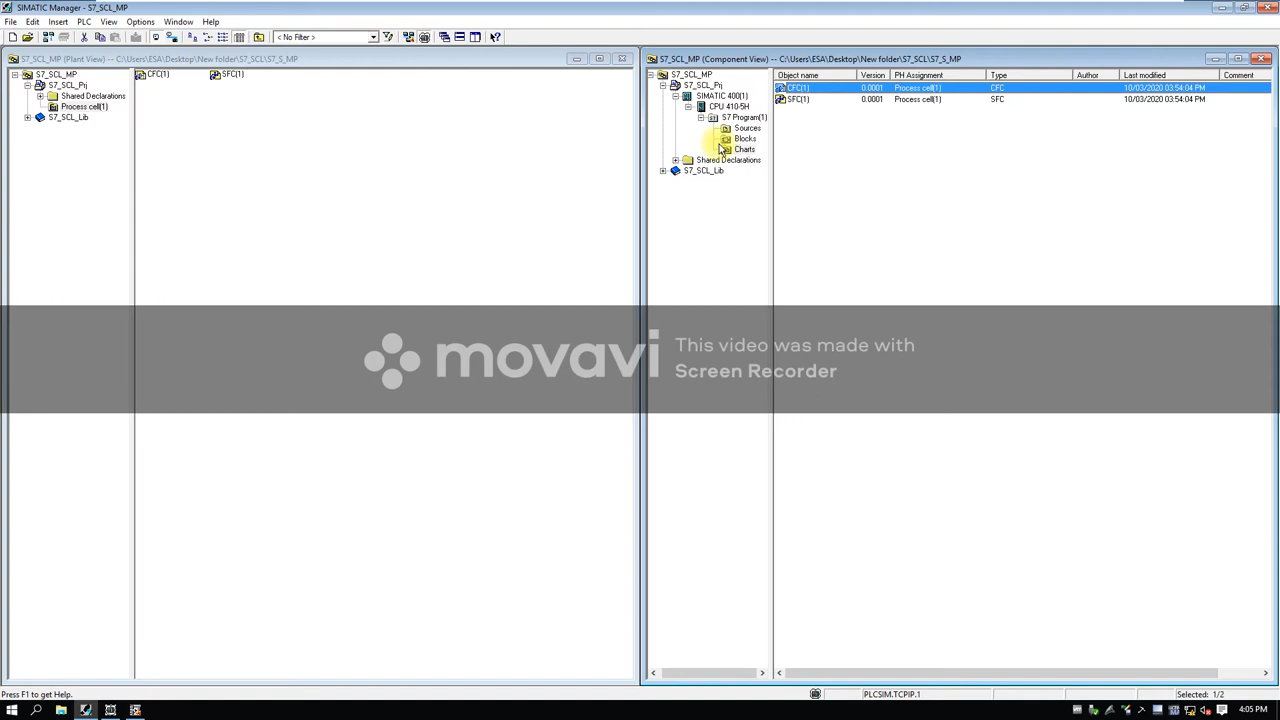 SIMATIC Manager - S7_SCL_MP
File Edit Insert PLC View Options Window Help
< No Filter >
S7_SCL_MP (Plant View) -- C:\Users\ESA\Desktop\New folder\S7_SCL\S7_S_MP
S7_SCL_MP
S7_SCL_Prj
Shared Declarations
Process cell(1)
S7_SCL_Lib
CFC(1) SFC(1)
S7_SCL_MP (Component View) -- C:\Users\ESA\Desktop\New folder\S7_SCL\S7_S_MP
S7_SCL_MP
S7_SCL_Prj
SIMATIC 400(1)
CPU 410-5H
S7 Program(1)
Sources
Blocks
Charts
Shared Declarations
S7_SCL_Lib
Object name Version PH Assignment Type Author Last modified Comment
CFC(1) 0.0001 Process cell(1) CFC 10/03/2020 03:54:04 PM
SFC(1) 0.0001 Process cell(1) SFC 10/03/2020 03:54:04 PM
movavi
This video was made with
Screen Recorder
Press F1 to get Help.
PLCSIM.TCPIP.1
Selected: 1/2
4:05 PM